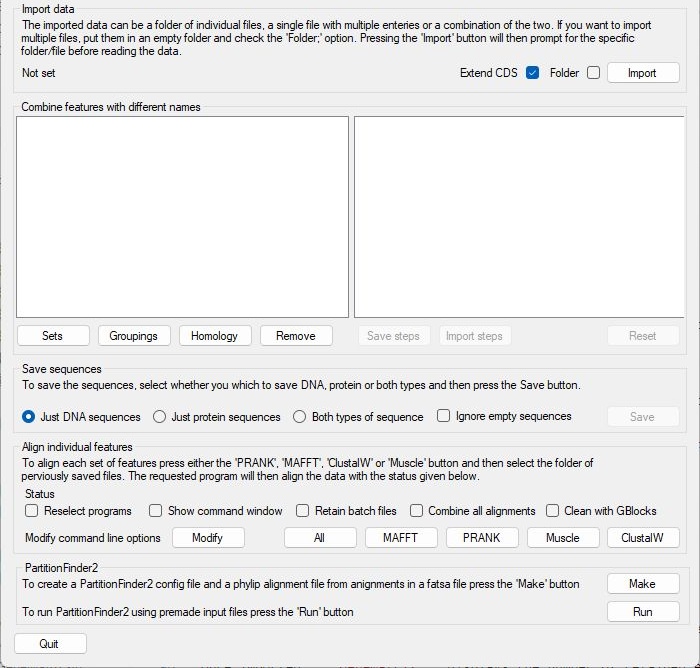 Import data
The imported data can be a folder of individual files, a single file with multiple enteries or a combination of the two. If you want to import
multiple files, put them in an empty folder and check the 'Folder;' option. Pressing the 'Import' button will then prompt for the specific
folder/file before reading the data.
Not set Extend CDS Folder Import
Combine features with different names
Sets Groupings Homology Remove Save steps Import steps Reset
Save sequences
To save the sequences, select whether you which to save DNA, protein or both types and then press the Save button.
Just DNA sequences Just protein sequences Both types of sequence Ignore empty sequences Save
Align individual features
To align each set of features press either the 'PRANK', 'MAFFT', 'ClustalW' or 'Muscle' button and then select the folder of
perviously saved files. The requested program will then align the data with the status given below.
Status
Reselect programs Show command window Retain batch files Combine all alignments Clean with GBlocks
Modify command line options Modify All MAFFT PRANK Muscle ClustalW
PartitionFinder2
To create a PartitionFinder2 config file and a phylip alignment file from anignments in a fatsa file press the 'Make' button Make
To run PartitionFinder2 using premade input files press the 'Run' button Run
Quit